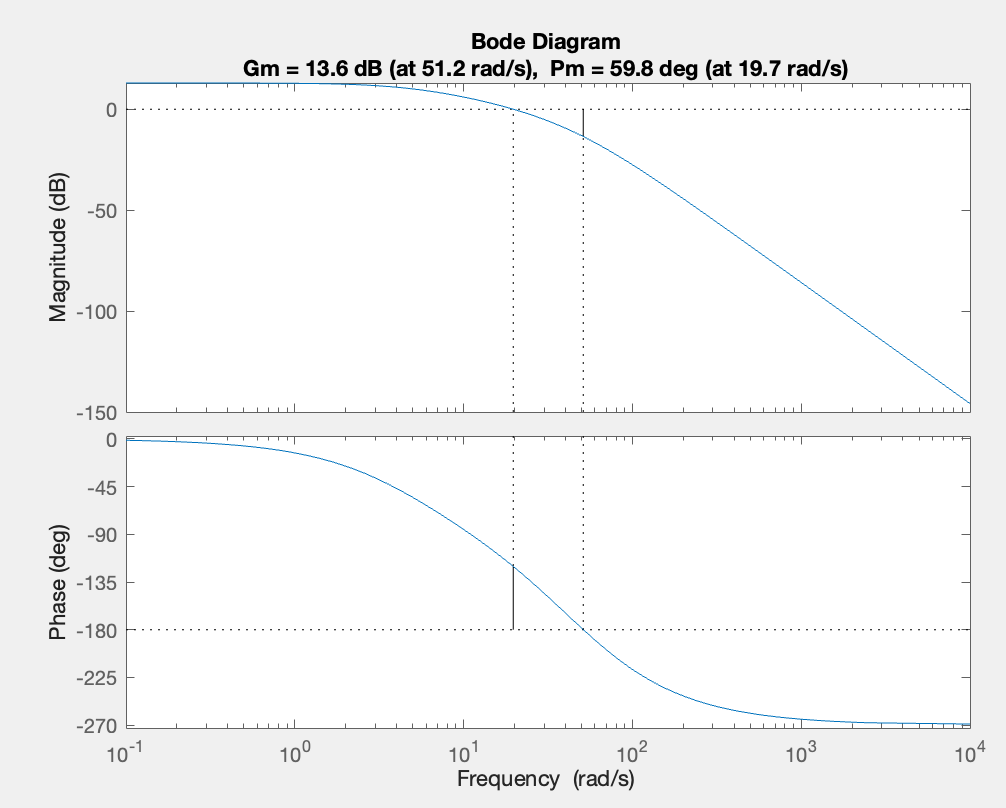 Bode Diagram
Gm = 13.6 dB (at 51.2 rad/s), Pm = 59.8 deg (at 19.7 rad/s)
Magnitude (dB)
0
-50
-100
-150
Phase (deg)
0
-45
-90
-135
-180
-225
-270
10^-1 10^0 10^1 10^2 10^3 10^4
Frequency (rad/s)